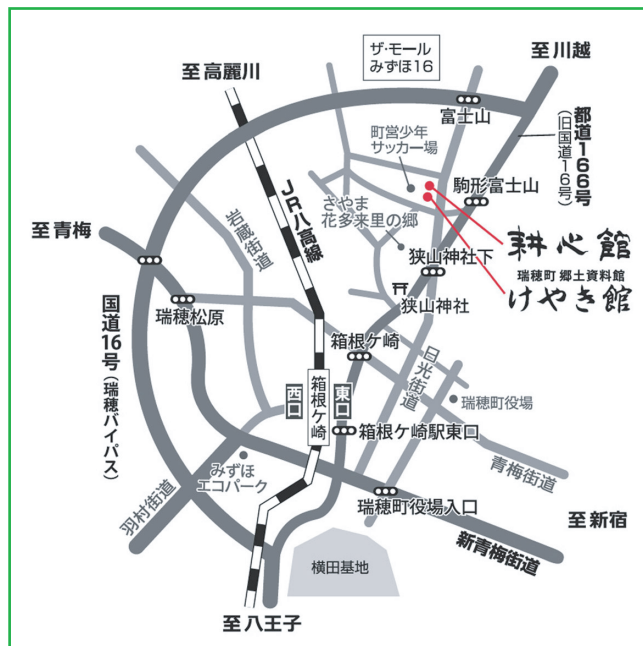 ザ・モール
みずほ16
至川越
至高麗川
富士山
都道166号
(旧国道16号)
町営少年
サッカー場
駒形富士山
JR八高線
さやま
花多来里の郷
岩蔵街道
至青梅
耕心館
狭山神社下
瑞穂町 郷土資料館
けやき館
狭山神社
瑞穂松原
国道16号(瑞穂バイパス)
箱根ケ崎
日光街道
西口
箱根ケ崎
東口
瑞穂町役場
箱根ケ崎駅東口
みずほ
エコパーク
青梅街道
羽村街道
瑞穂町役場入口
至新宿
新青梅街道
横田基地
至八王子